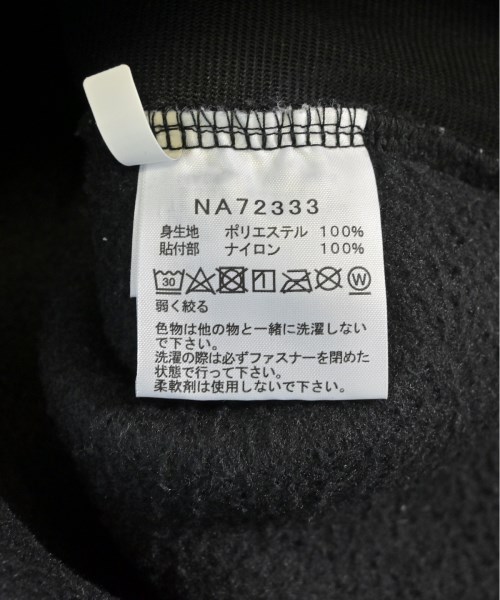 NA72333
身生地 ポリエステル 100%
貼付部 ナイロン 100%
30 W
弱く絞る
色物は他の物と一緒に洗濯しない
で下さい。
洗濯の際は必ずファスナーを閉めた
状態で行って下さい。
柔軟剤は使用しないで下さい。